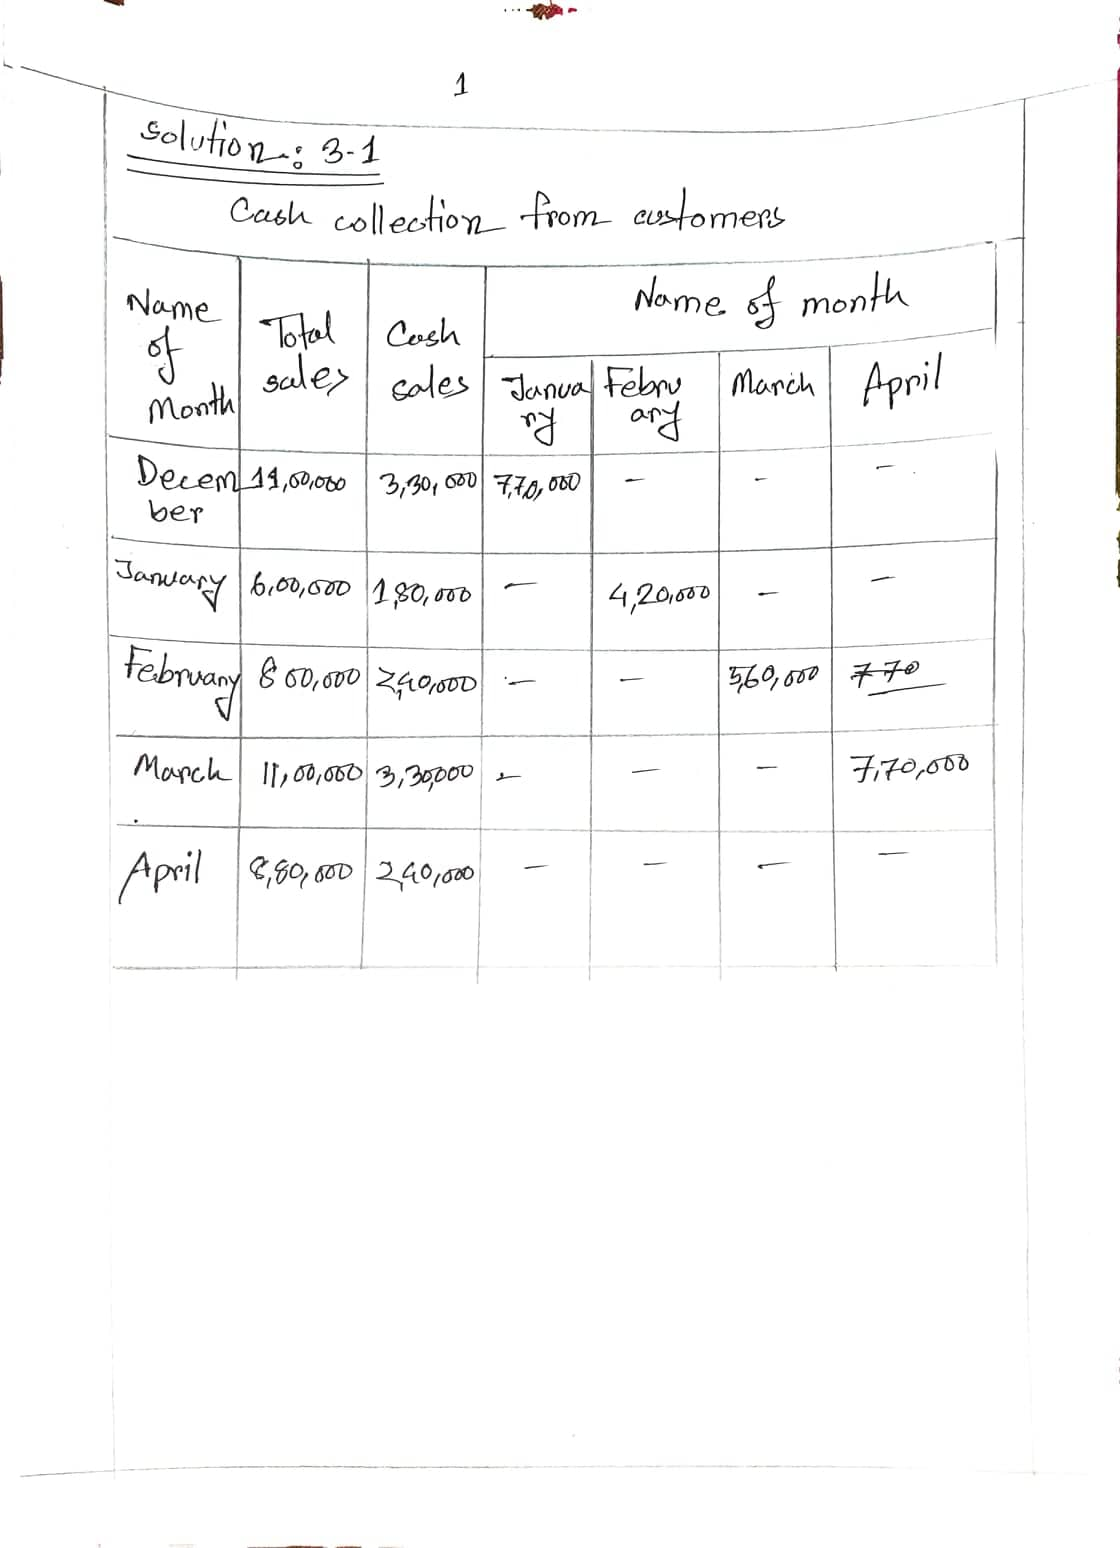 1
Solution: 3-1
Cash collection from customers
Name of Month | Total sales | Cash sales | Name of month
January | February | March | April
December | 11,00,000 | 3,30,000 | 7,70,000 | - | - | -
January | 6,00,000 | 1,80,000 | - | 4,20,000 | - | -
February | 800,000 | 2,40,000 | - | - | 5,60,000 | 770
March | 11,00,000 | 3,30,000 | - | - | - | 7,70,000
April | 8,80,000 | 2,40,000 | - | - | - | -